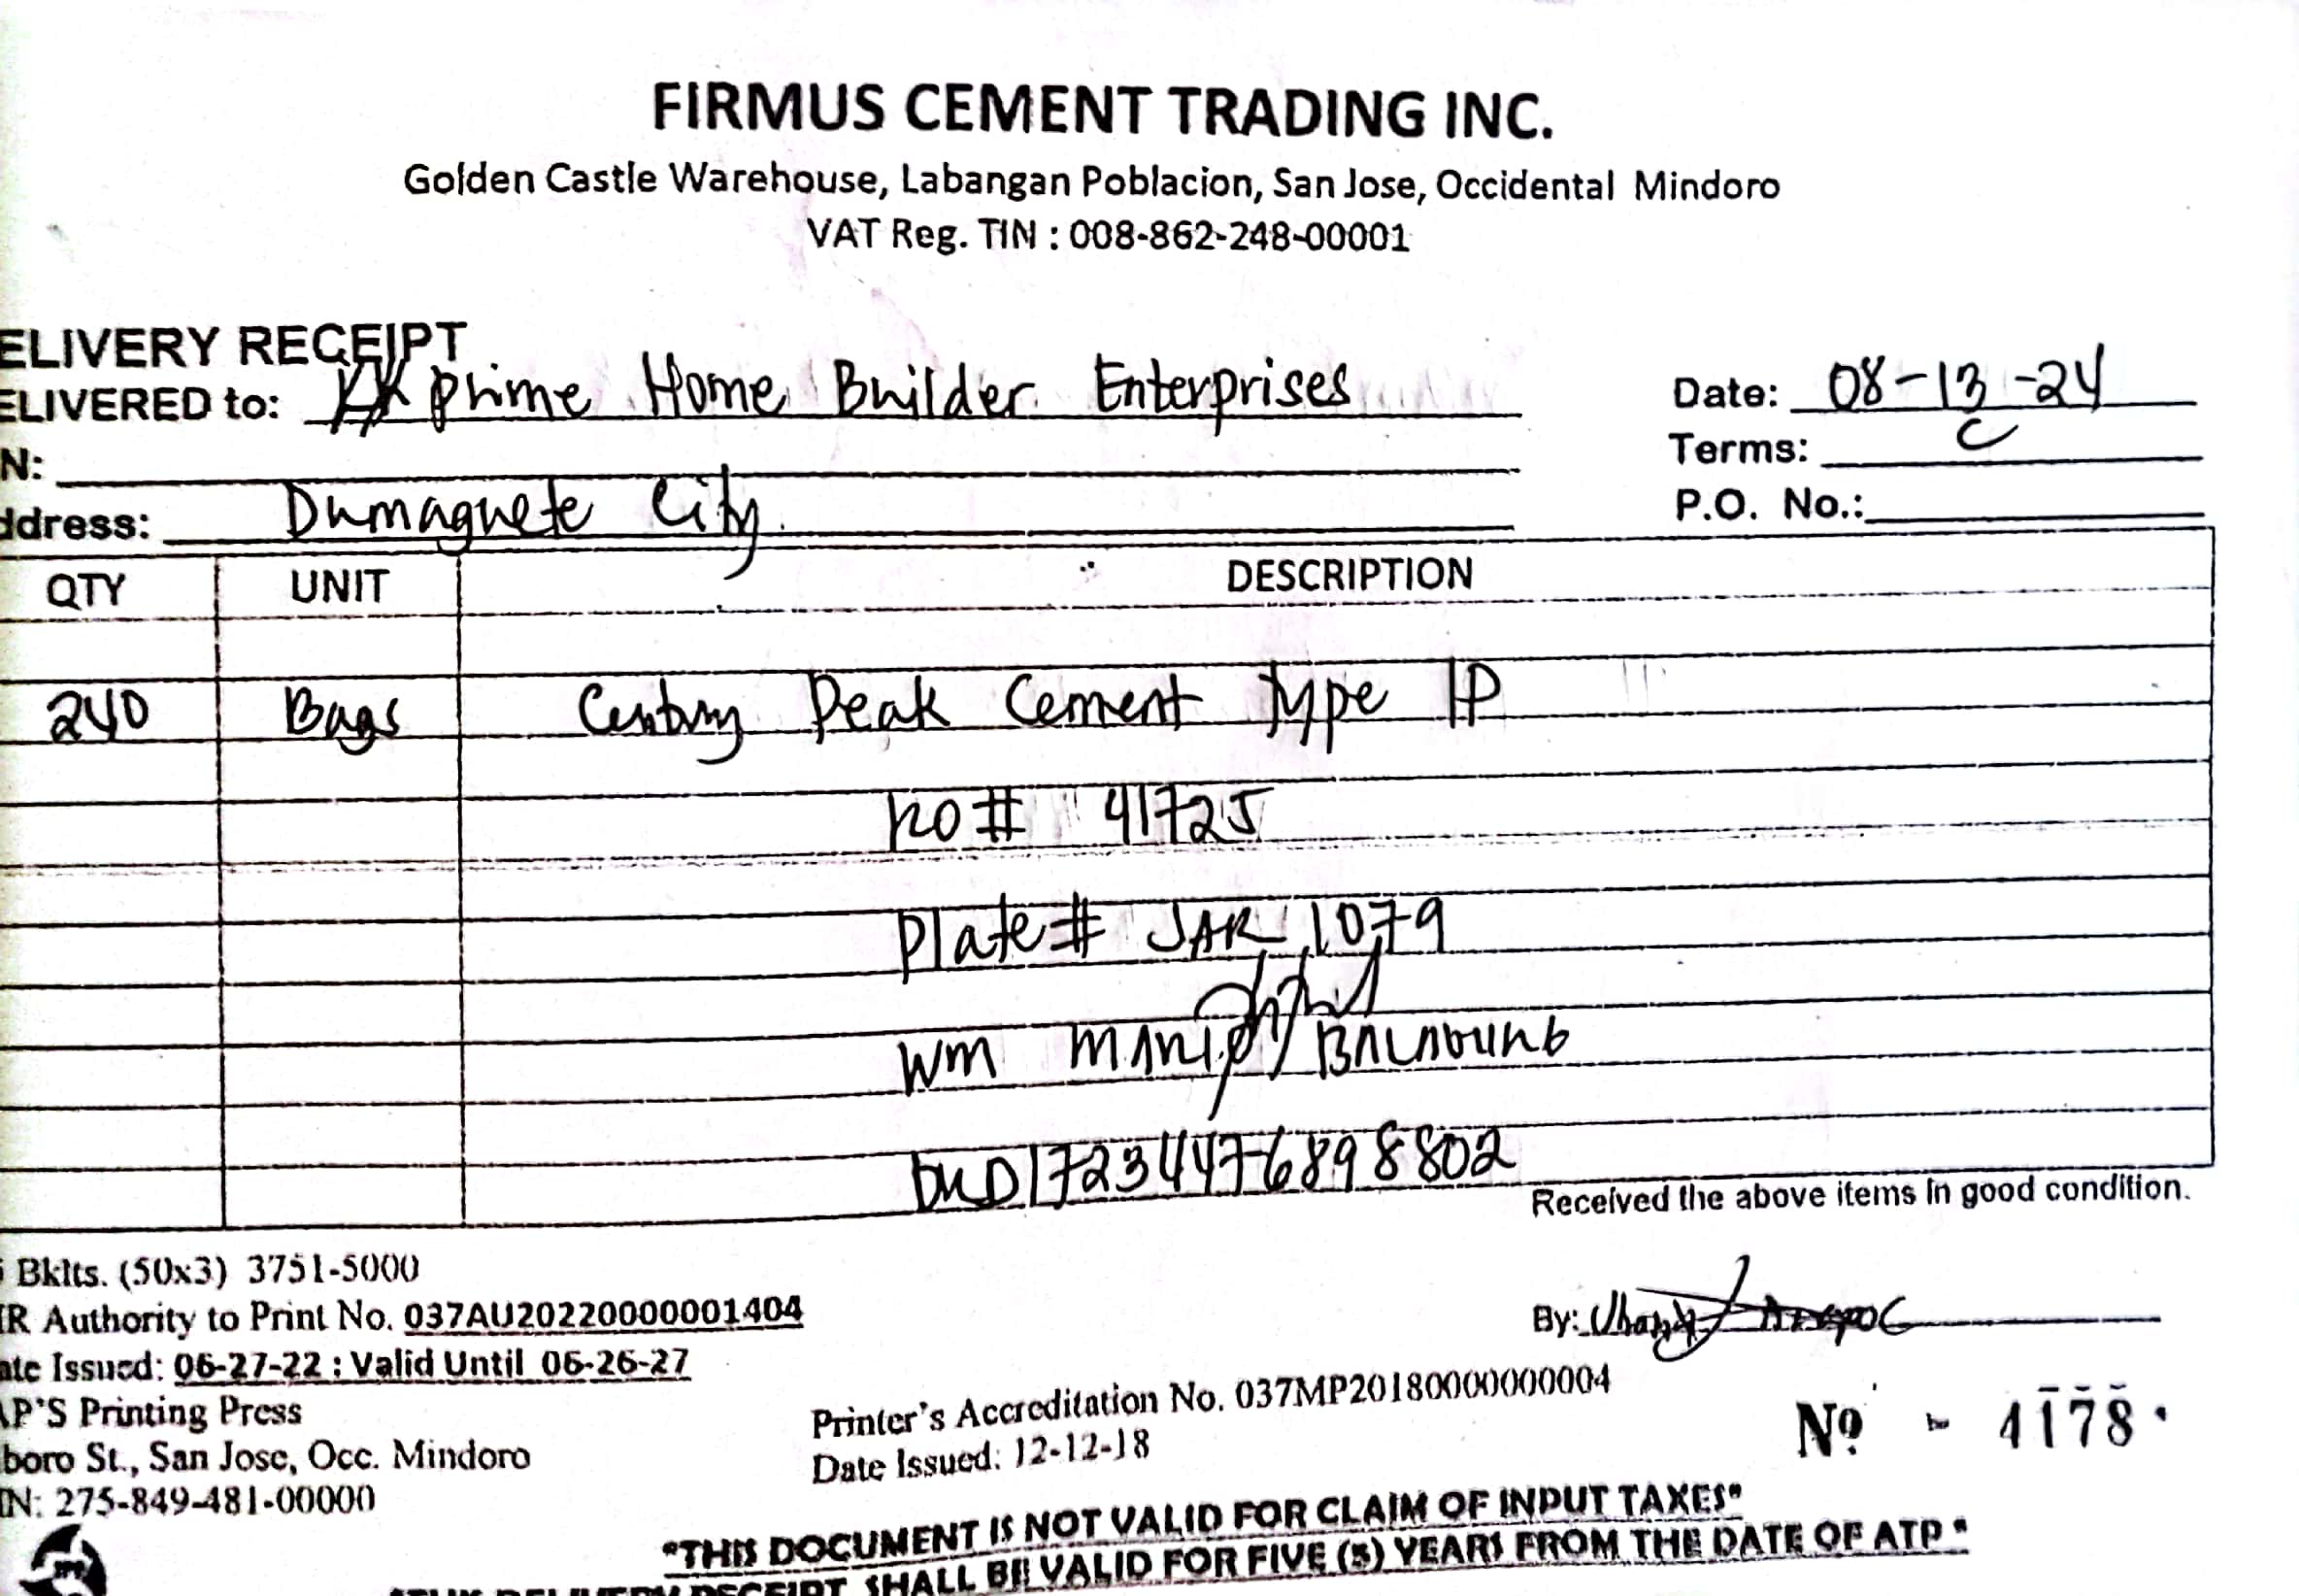 FIRMUS CEMENT TRADING INC.
Golden Castle Warehouse, Labangan Poblacion, San Jose, Occidental Mindoro
VAT Reg. TIN : 008-862-248-00001
ELIVERY RECEIPT
ELIVERED to: KK Prime Home Builder Enterprises
Date: 08-13-24
N:
Terms: C
ddress: Dumaguete City
P.O. No.:
QTY UNIT DESCRIPTION
240 Bags Century Peak Cement Type IP
RO# 41725
Plate# JAR 1079
WM
DUD17234476898802
Received the above items in good condition.
Bklts. (50x3) 3751-5000
IR Authority to Print No. 037AU20220000001404
By:
ate Issued: 06-27-22 : Valid Until 06-26-27
AP'S Printing Press
Printer's Accreditation No. 037MP20180000000004
boro St., San Jose, Occ. Mindoro
Date Issued: 12-12-18
Nº - 4178
IN: 275-849-481-00000
"THIS DOCUMENT IS NOT VALID FOR CLAIM OF INPUT TAXES"
DELIVERY RECEIPT SHALL BE VALID FOR FIVE (5) YEARS FROM THE DATE OF ATP"